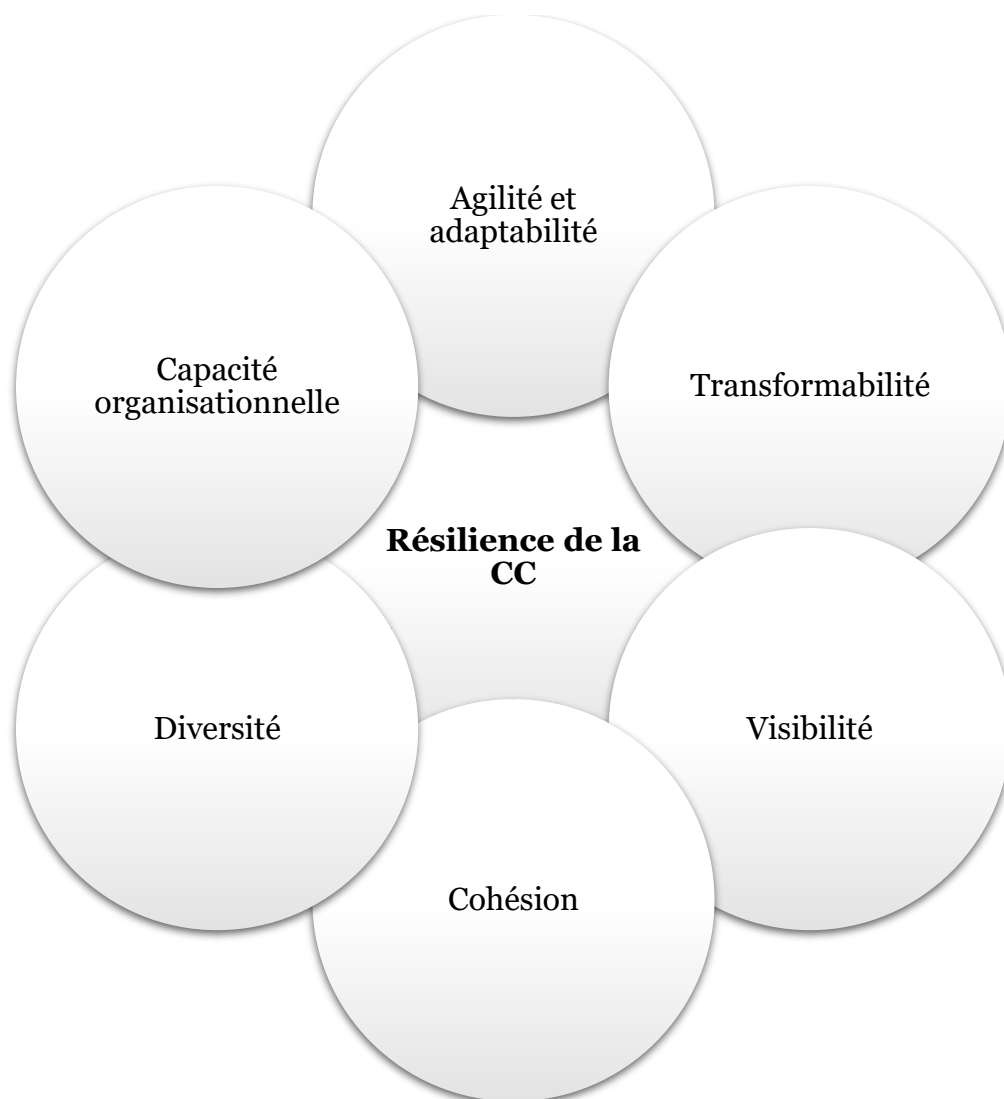 Agilité et
adaptabilité
Capacité
organisationnelle
Transformabilité
Résilience de la
CC
Diversité
Visibilité
Cohésion